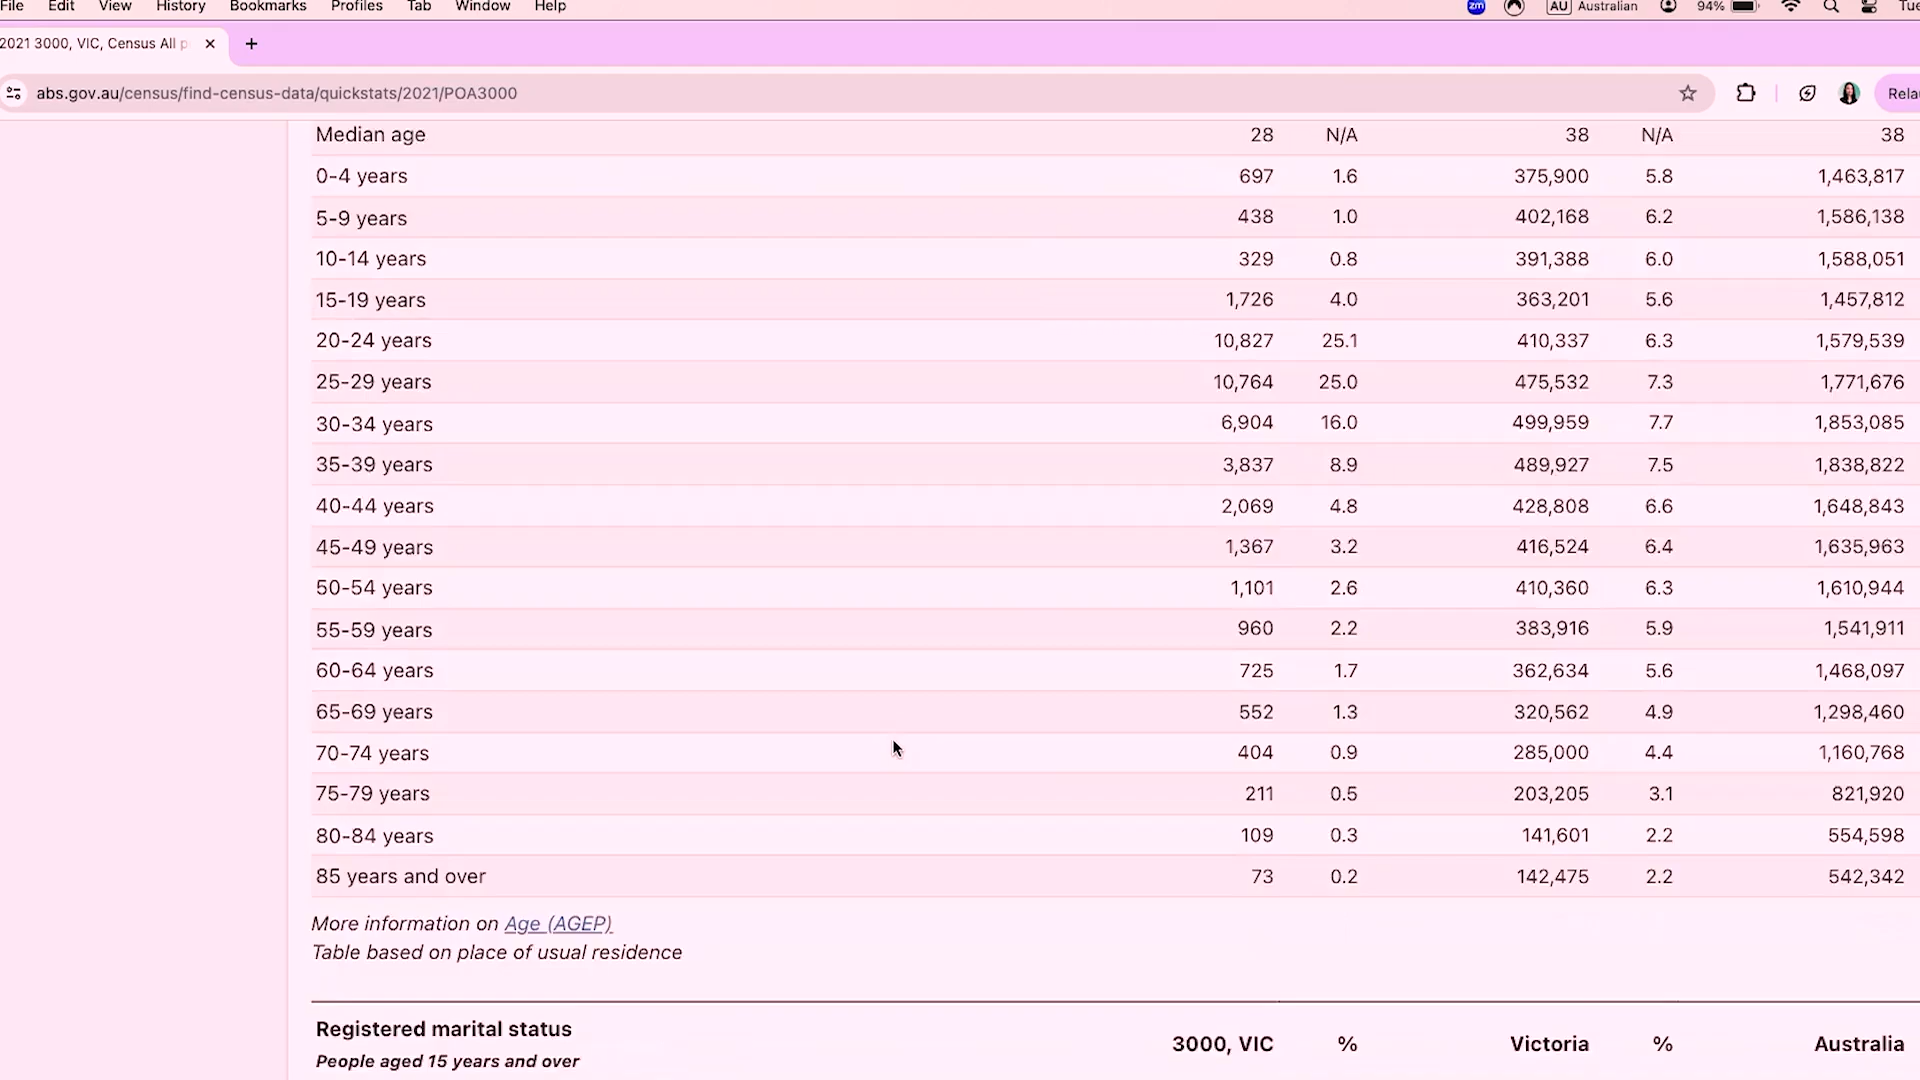 File Edit View History Bookmarks Profiles Tab Window Help zm AU Australian 94% Tue
2021 3000, VIC, Census All p
abs.gov.au/census/find-census-data/quickstats/2021/POA3000 Rela
Median age 28 N/A 38 N/A 38
0-4 years 697 1.6 375,900 5.8 1,463,817
5-9 years 438 1.0 402,168 6.2 1,586,138
10-14 years 329 0.8 391,388 6.0 1,588,051
15-19 years 1,726 4.0 363,201 5.6 1,457,812
20-24 years 10,827 25.1 410,337 6.3 1,579,539
25-29 years 10,764 25.0 475,532 7.3 1,771,676
30-34 years 6,904 16.0 499,959 7.7 1,853,085
35-39 years 3,837 8.9 489,927 7.5 1,838,822
40-44 years 2,069 4.8 428,808 6.6 1,648,843
45-49 years 1,367 3.2 416,524 6.4 1,635,963
50-54 years 1,101 2.6 410,360 6.3 1,610,944
55-59 years 960 2.2 383,916 5.9 1,541,911
60-64 years 725 1.7 362,634 5.6 1,468,097
65-69 years 552 1.3 320,562 4.9 1,298,460
70-74 years 404 0.9 285,000 4.4 1,160,768
75-79 years 211 0.5 203,205 3.1 821,920
80-84 years 109 0.3 141,601 2.2 554,598
85 years and over 73 0.2 142,475 2.2 542,342
More information on Age (AGEP)
Table based on place of usual residence
Registered marital status 3000, VIC % Victoria % Australia
People aged 15 years and over